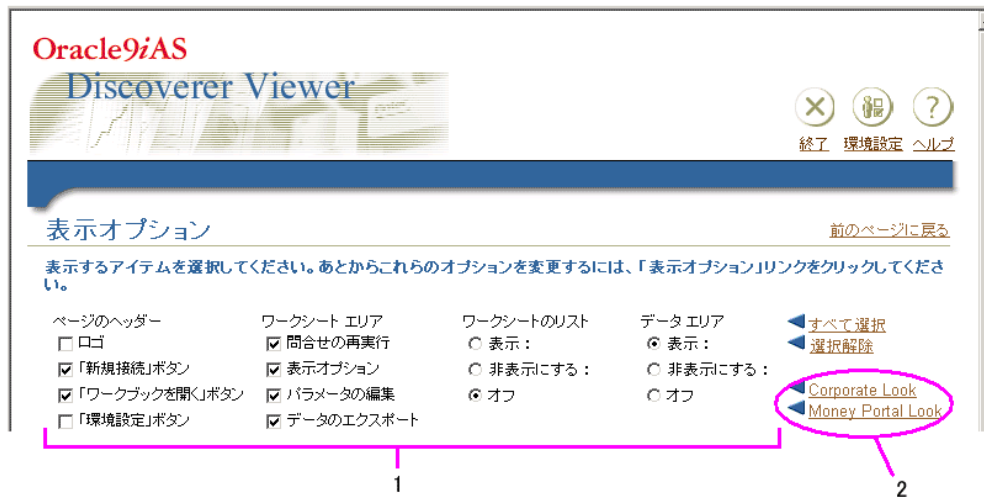 Oracle9iAS
Discoverer Viewer
終了 環境設定 ヘルプ
表示オプション
前のページに戻る
表示するアイテムを選択してください。あとからこれらのオプションを変更するには、「表示オプション」リンクをクリックしてくださ
い。
ページのヘッダー ワークシート エリア ワークシートのリスト データ エリア
ロゴ 問合せの再実行 表示： 表示： すべて選択
「新規接続」ボタン 表示オプション 非表示にする： 非表示にする： 選択解除
「ワークブックを開く」ボタン パラメータの編集 オフ オフ Corporate Look
「環境設定」ボタン データのエクスポート Money Portal Look
1
2